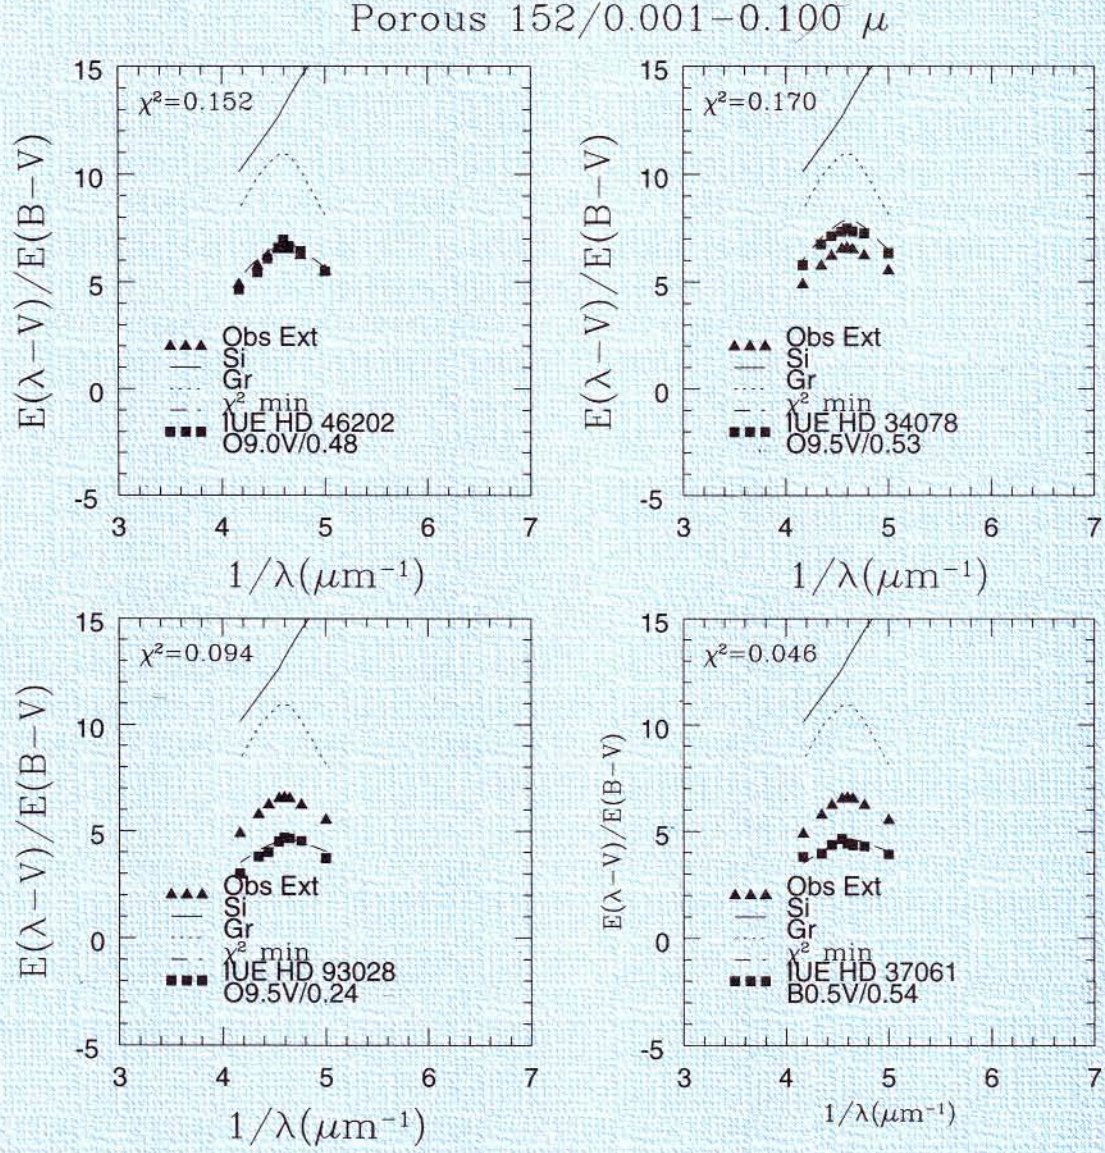 Porous 152/0.001−0.100 μ
χ²=0.152
E(λ−V)/E(B−V)
15
10
5
0
-5
Obs Ext
Si
Gr
χ² min
IUE HD 46202
O9.0V/0.48
3 4 5 6 7
1/λ(μm⁻¹)
χ²=0.170
E(λ−V)/E(B−V)
15
10
5
0
-5
Obs Ext
Si
Gr
χ² min
IUE HD 34078
O9.5V/0.53
3 4 5 6 7
1/λ(μm⁻¹)
χ²=0.094
E(λ−V)/E(B−V)
15
10
5
0
-5
Obs Ext
Si
Gr
χ² min
IUE HD 93028
O9.5V/0.24
3 4 5 6 7
1/λ(μm⁻¹)
χ²=0.046
E(λ−V)/E(B−V)
15
10
5
0
-5
Obs Ext
Si
Gr
χ² min
IUE HD 37061
B0.5V/0.54
3 4 5 6 7
1/λ(μm⁻¹)